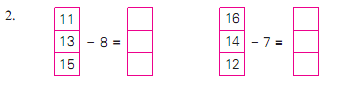 2.
11 16
13 - 8 = 14 - 7 =
15 12